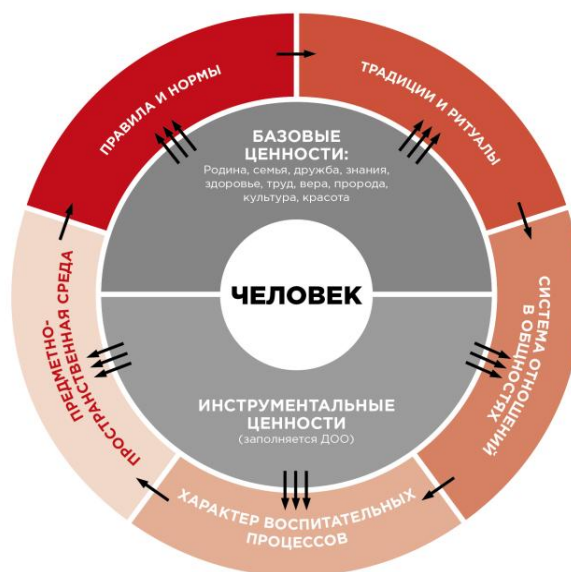 ПРАВИЛА И НОРМЫ
ТРАДИЦИИ И РИТУАЛЫ
БАЗОВЫЕ
ЦЕННОСТИ:
Родина, семья, дружба, знания,
здоровье, труд, вера, пророда,
культура, красота
ЧЕЛОВЕК
ПРЕДМЕТНО-
ПРОСТРАНСТВЕННАЯ СРЕДА
СИСТЕМА ОТНОШЕНИЙ
В ОБЩНОСТЯХ
ИНСТРУМЕНТАЛЬНЫЕ
ЦЕННОСТИ
(заполняется ДОО)
ХАРАКТЕР ВОСПИТАТЕЛЬНЫХ
ПРОЦЕССОВ